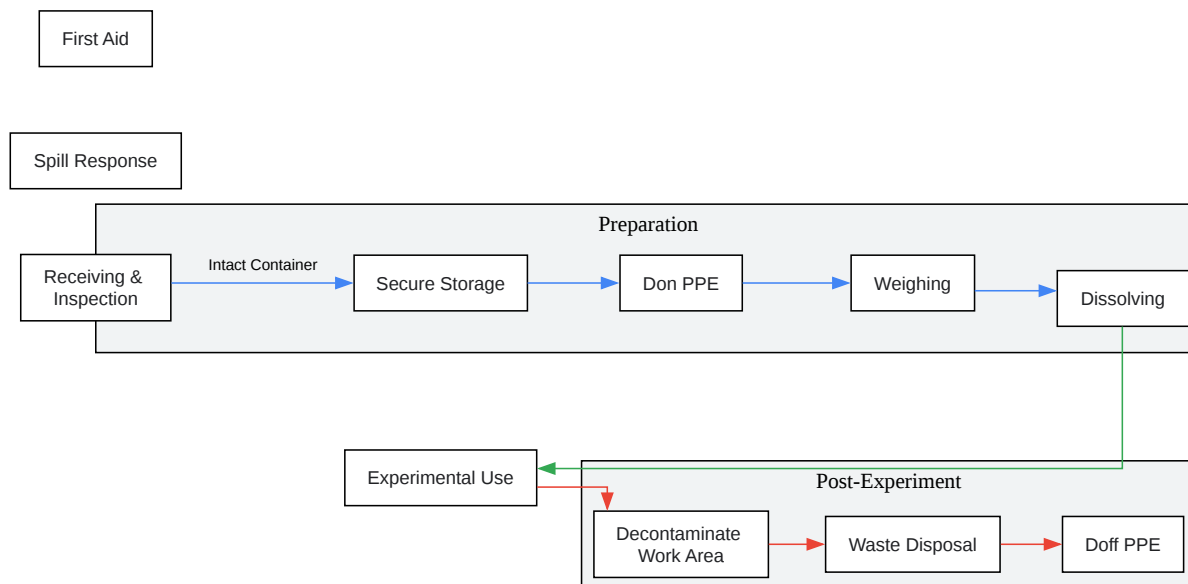 First Aid
Spill Response
Preparation
Receiving &
Inspection
Intact Container
Secure Storage
Don PPE
Weighing
Dissolving
Experimental Use
Post-Experiment
Decontaminate
Work Area
Waste Disposal
Doff PPE